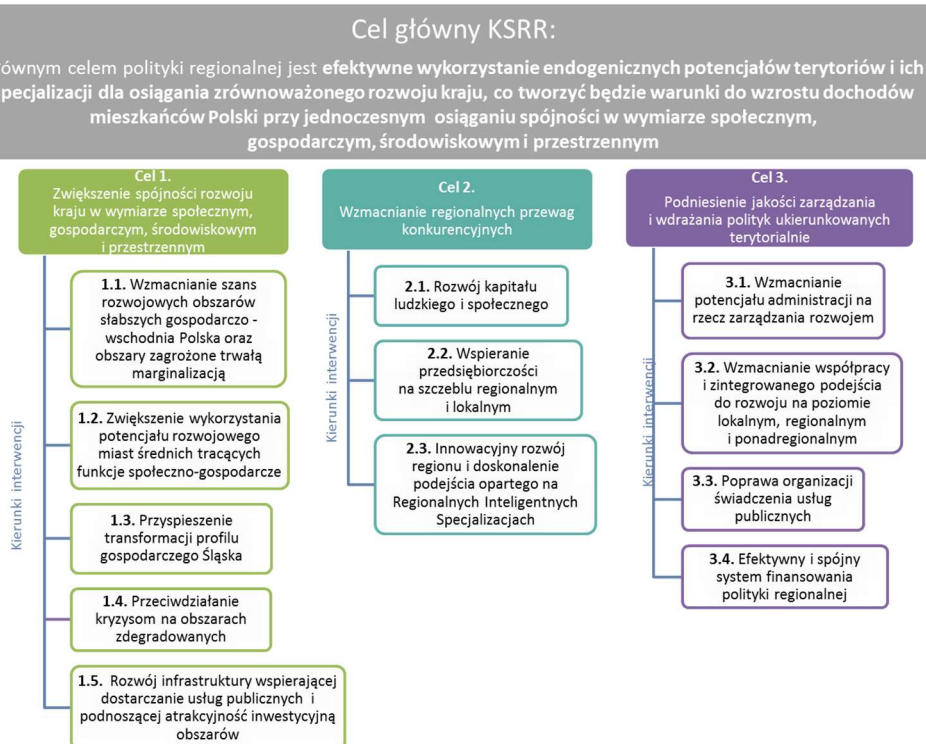 Cel główny KSRR:
ównym celem polityki regionalnej jest efektywne wykorzystanie endogenicznych potencjałów terytoriów i ich
pecjalizacji dla osiągania zrównoważonego rozwoju kraju, co tworzyć będzie warunki do wzrostu dochodów
mieszkańców Polski przy jednoczesnym osiąganiu spójności w wymiarze społecznym,
gospodarczym, środowiskowym i przestrzennym
Cel 1.
Zwiększenie spójności rozwoju
kraju w wymiarze społecznym,
gospodarczym, środowiskowym
i przestrzennym
Kierunki interwencji
1.1. Wzmacnianie szans
rozwojowych obszarów
słabszych gospodarczo -
wschodnia Polska oraz
obszary zagrożone trwałą
marginalizacją
1.2. Zwiększenie wykorzystania
potencjału rozwojowego
miast średnich tracących
funkcje społeczno-gospodarcze
1.3. Przyspieszenie
transformacji profilu
gospodarczego Śląska
1.4. Przeciwdziałanie
kryzysom na obszarach
zdegradowanych
1.5. Rozwój infrastruktury wspierającej
dostarczanie usług publicznych i
podnoszącej atrakcyjność inwestycyjną
obszarów
Cel 2.
Wzmacnianie regionalnych przewag
konkurencyjnych
Kierunki interwencji
2.1. Rozwój kapitału
ludzkiego i społecznego
2.2. Wspieranie
przedsiębiorczości
na szczeblu regionalnym
i lokalnym
2.3. Innowacyjny rozwój
regionu i doskonalenie
podejścia opartego na
Regionalnych Inteligentnych
Specjalizacjach
Cel 3.
Podniesienie jakości zarządzania
i wdrażania polityk ukierunkowanych
terytorialnie
Kierunki interwencji
3.1. Wzmacnianie
potencjału administracji na
rzecz zarządzania rozwojem
3.2. Wzmacnianie współpracy
i zintegrowanego podejścia
do rozwoju na poziomie
lokalnym, regionalnym
i ponadregionalnym
3.3. Poprawa organizacji
świadczenia usług
publicznych
3.4. Efektywny i spójny
system finansowania
polityki regionalnej